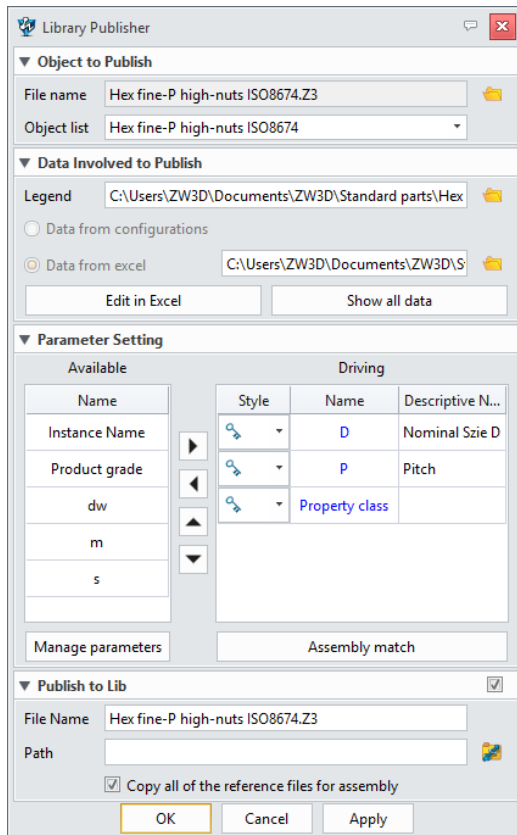 Library Publisher
Object to Publish
File name Hex fine-P high-nuts ISO8674.Z3
Object list Hex fine-P high-nuts ISO8674
Data Involved to Publish
Legend C:\Users\ZW3D\Documents\ZW3D\Standard parts\Hex
Data from configurations
Data from excel C:\Users\ZW3D\Documents\ZW3D\S
Edit in Excel Show all data
Parameter Setting
Available Driving
Name Style Name Descriptive N...
Instance Name D Nominal Szie D
Product grade P Pitch
dw Property class
m
s
Manage parameters Assembly match
Publish to Lib
File Name Hex fine-P high-nuts ISO8674.Z3
Path
Copy all of the reference files for assembly
OK Cancel Apply